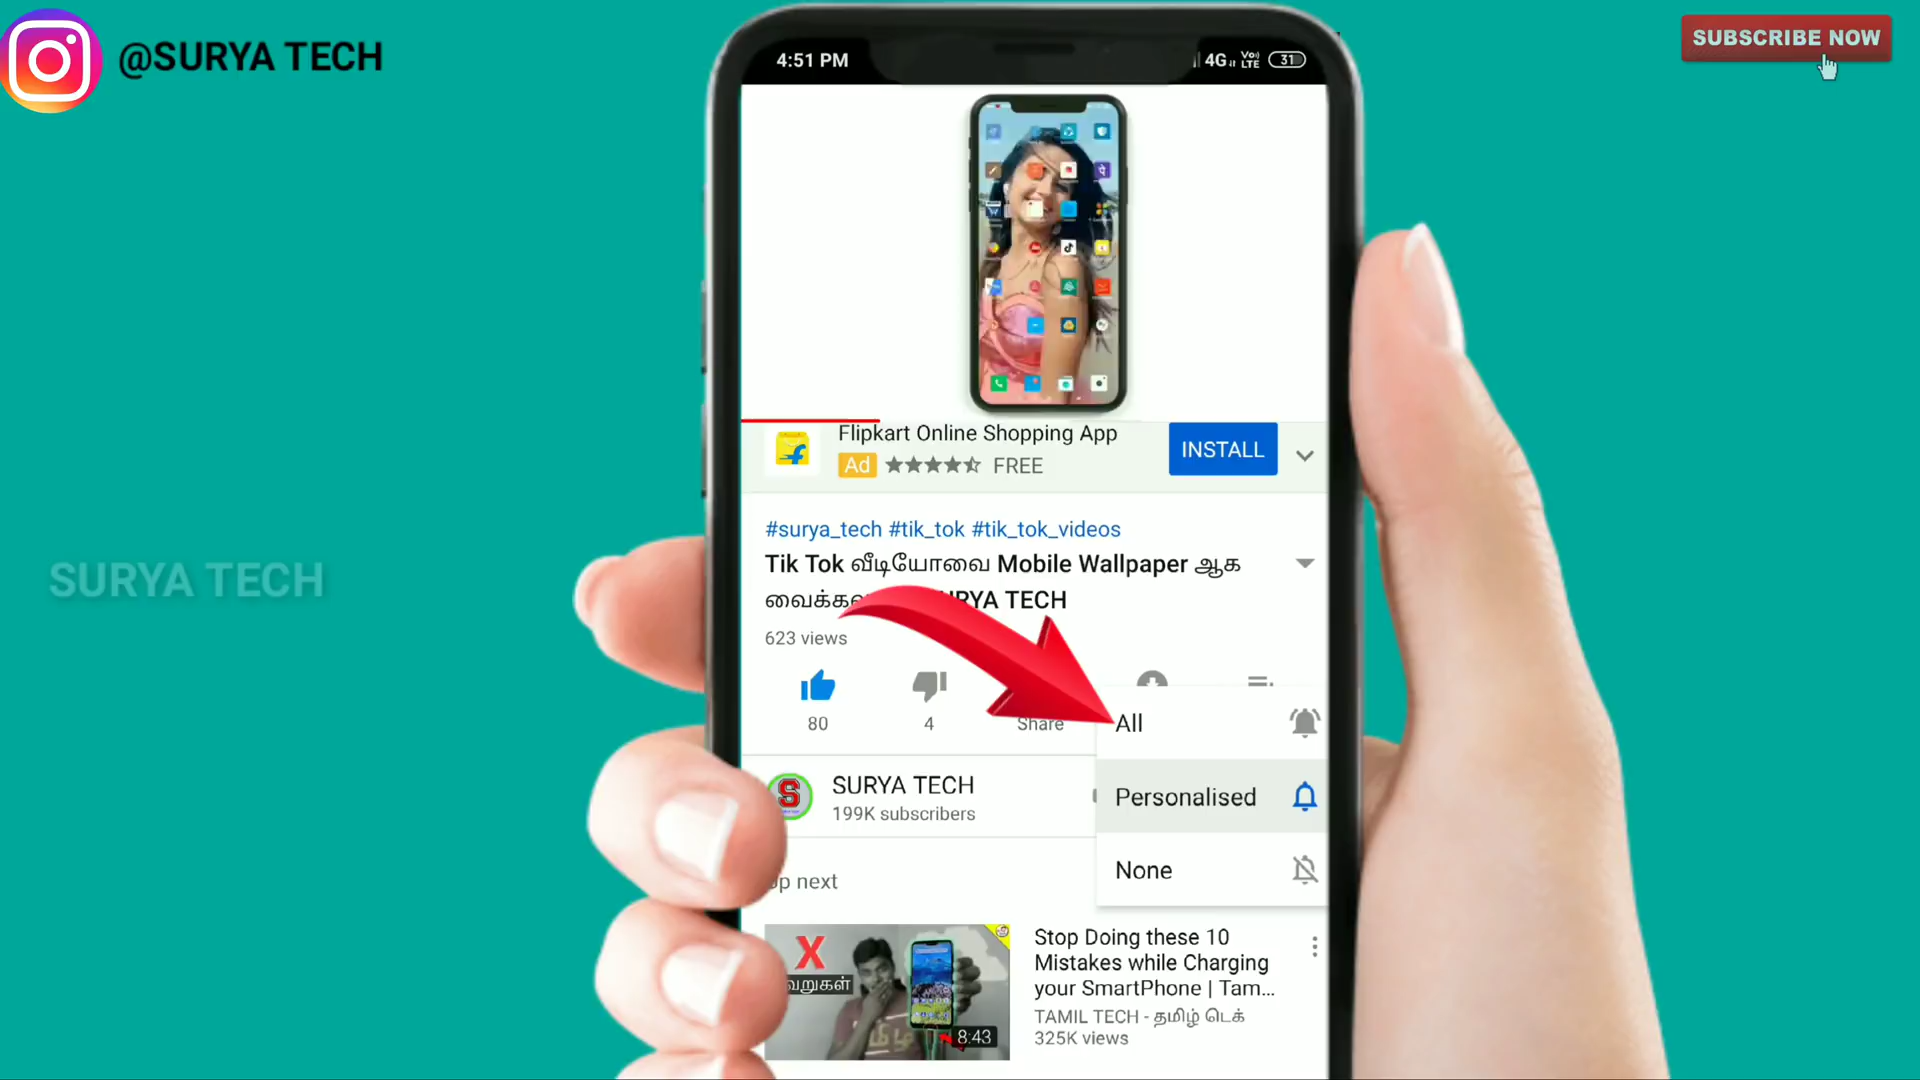 @SURYA TECH
SUBSCRIBE NOW
4:51 PM
4G Vo) LTE 31
Flipkart Online Shopping App
INSTALL
Ad FREE
#surya_tech #tik_tok #tik_tok_videos
Tik Tok வீடியோவை Mobile Wallpaper ஆக
TECH
623 views
SURYA TECH
80
4
Share
All
Personalised
None
SURYA TECH
199K subscribers
next
X
8:43
Stop Doing these 10
Mistakes while Charging
your SmartPhone | Tam...
TAMIL TECH - தமிழ் டெக்
325K views